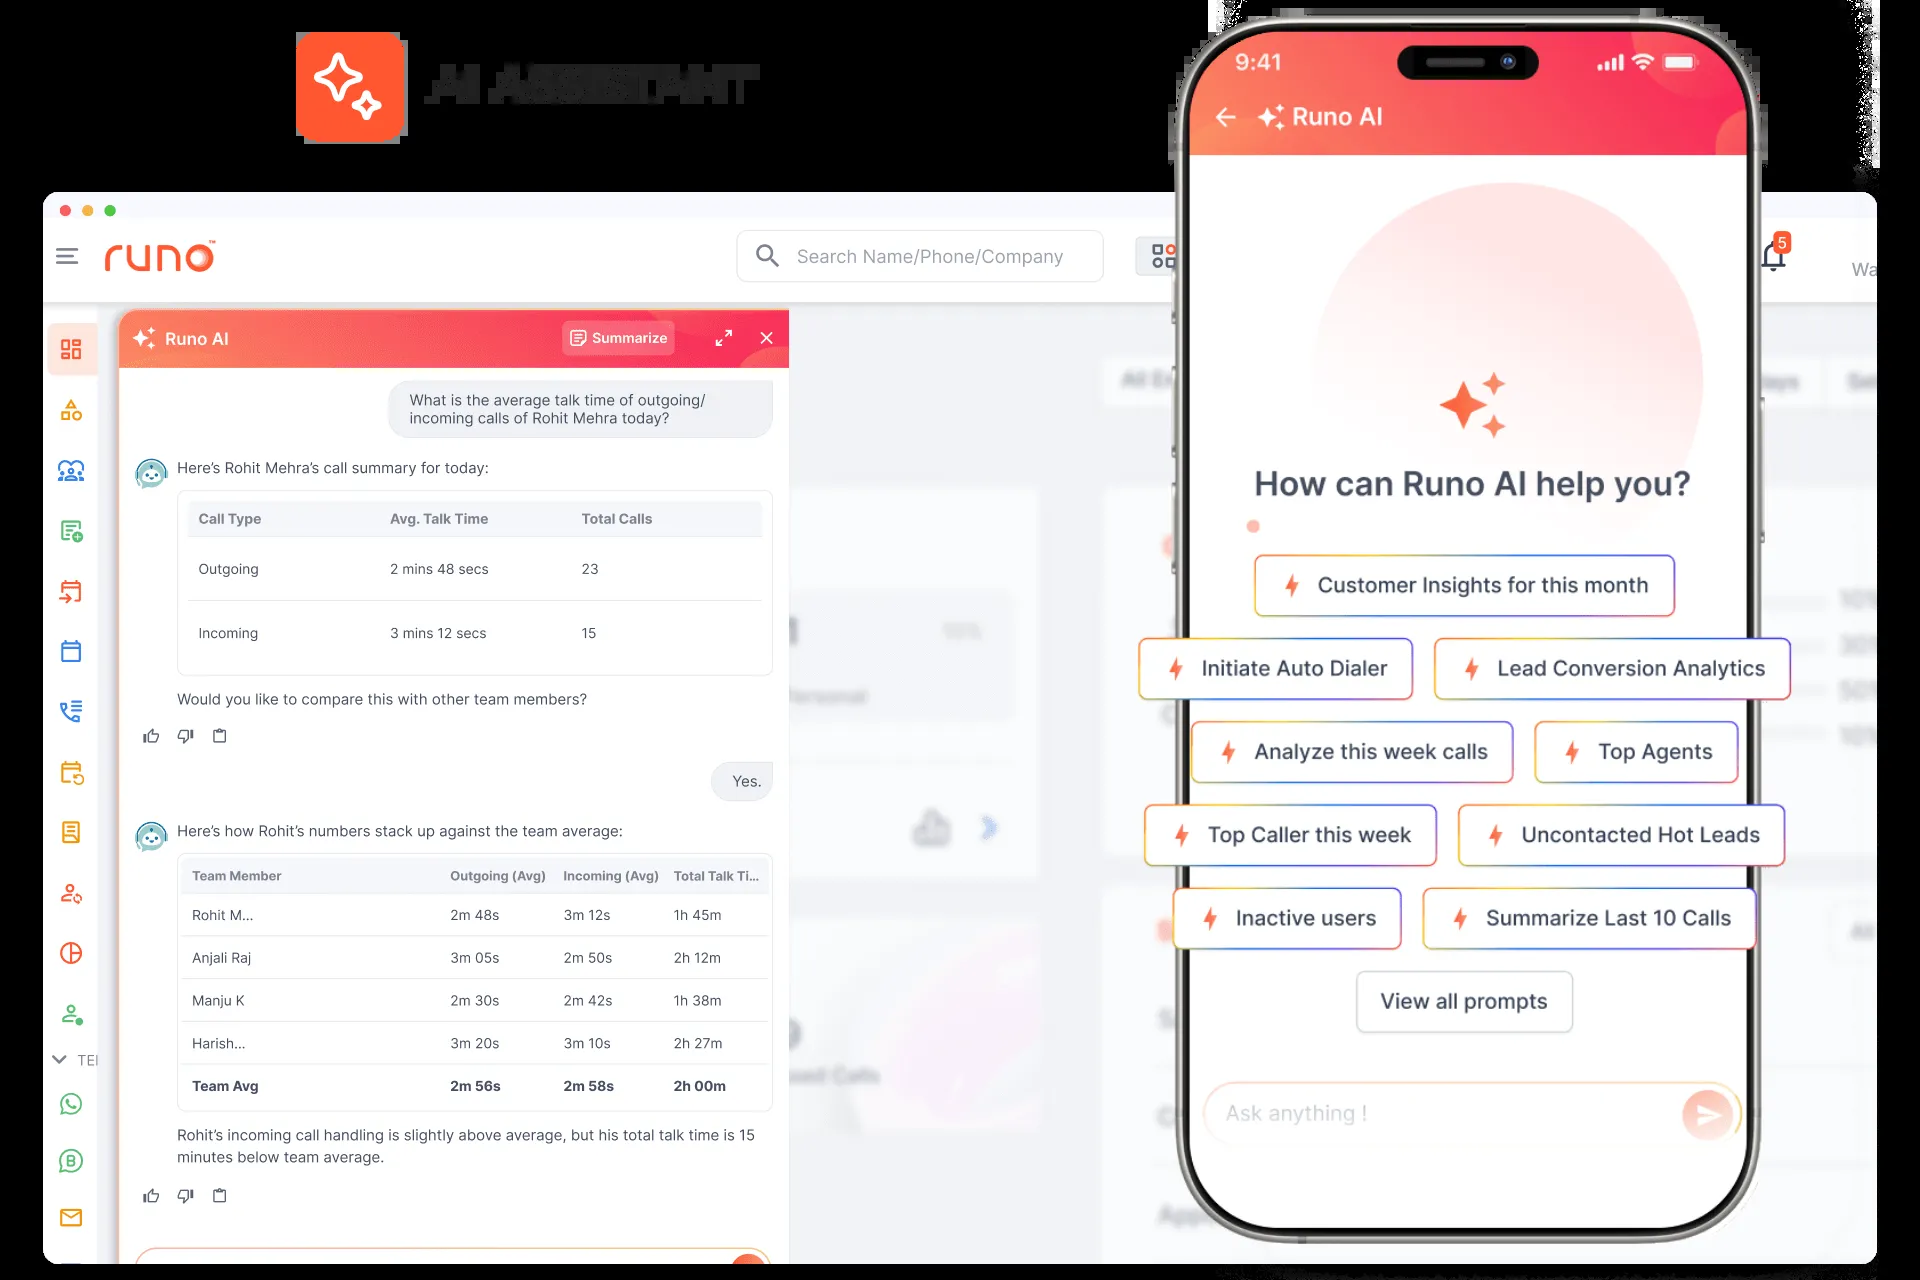 AI ASSISTANT
runo™
Search Name/Phone/Company
5
Wa
Runo AI
Summarize
What is the average talk time of outgoing/
incoming calls of Rohit Mehra today?
Here’s Rohit Mehra’s call summary for today:
Call Type Avg. Talk Time Total Calls
Outgoing 2 mins 48 secs 23
Incoming 3 mins 12 secs 15
Would you like to compare this with other team members?
Yes.
Here’s how Rohit’s numbers stack up against the team average:
Team Member Outgoing (Avg) Incoming (Avg) Total Talk Ti...
Rohit M... 2m 48s 3m 12s 1h 45m
Anjali Raj 3m 05s 2m 50s 2h 12m
Manju K 2m 30s 2m 42s 1h 38m
Harish... 3m 20s 3m 10s 2h 27m
Team Avg 2m 56s 2m 58s 2h 00m
Rohit’s incoming call handling is slightly above average, but his total talk time is 15
minutes below team average.
TE
9:41
Runo AI
How can Runo AI help you?
Customer Insights for this month
Initiate Auto Dialer
Lead Conversion Analytics
Analyze this week calls
Top Agents
Top Caller this week
Uncontacted Hot Leads
Inactive users
Summarize Last 10 Calls
View all prompts
Ask anything !